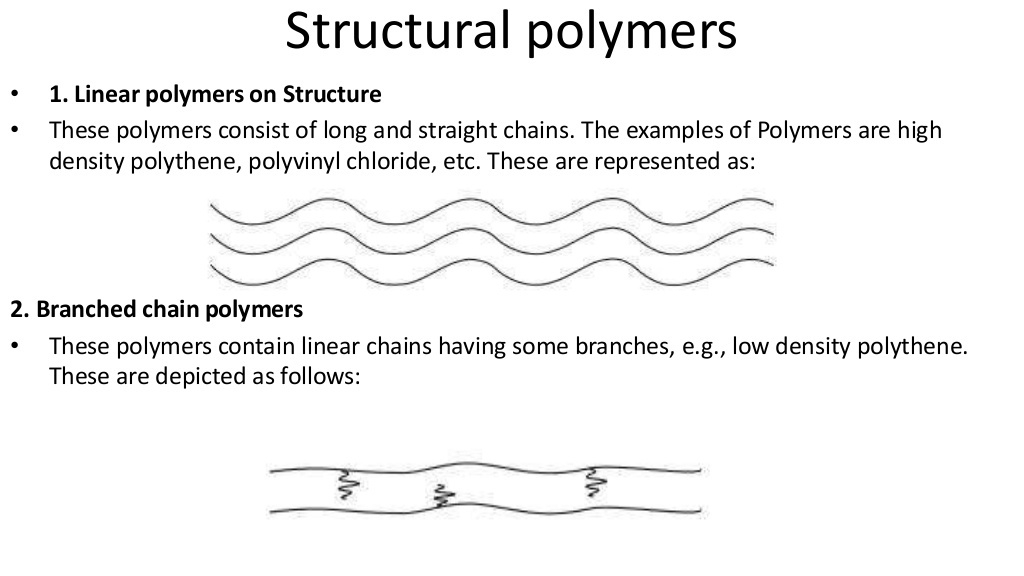 Structural polymers
• 1. Linear polymers on Structure
• These polymers consist of long and straight chains. The examples of Polymers are high
density polythene, polyvinyl chloride, etc. These are represented as:
2. Branched chain polymers
• These polymers contain linear chains having some branches, e.g., low density polythene.
These are depicted as follows: